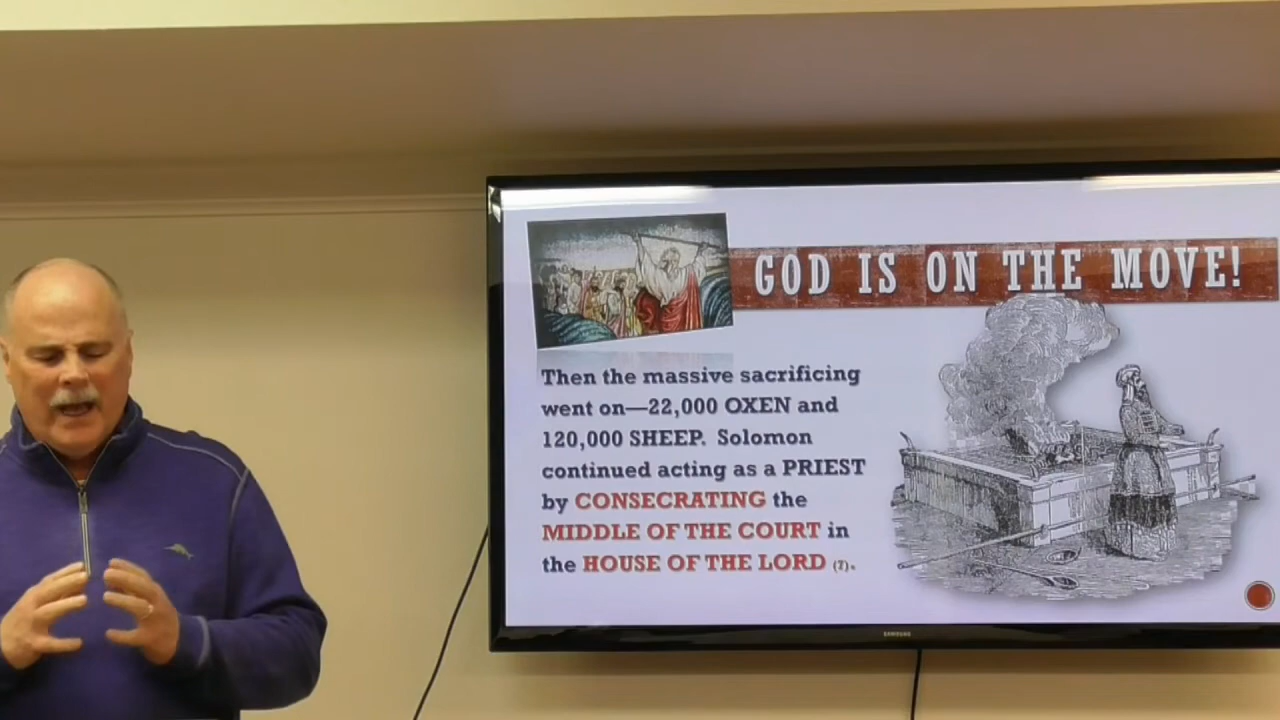 GOD IS ON THE MOVE!
Then the massive sacrificing
went on—22,000 OXEN and
120,000 SHEEP. Solomon
continued acting as a PRIEST
by CONSECRATING the
MIDDLE OF THE COURT in
the HOUSE OF THE LORD (7).
SAMSUNG